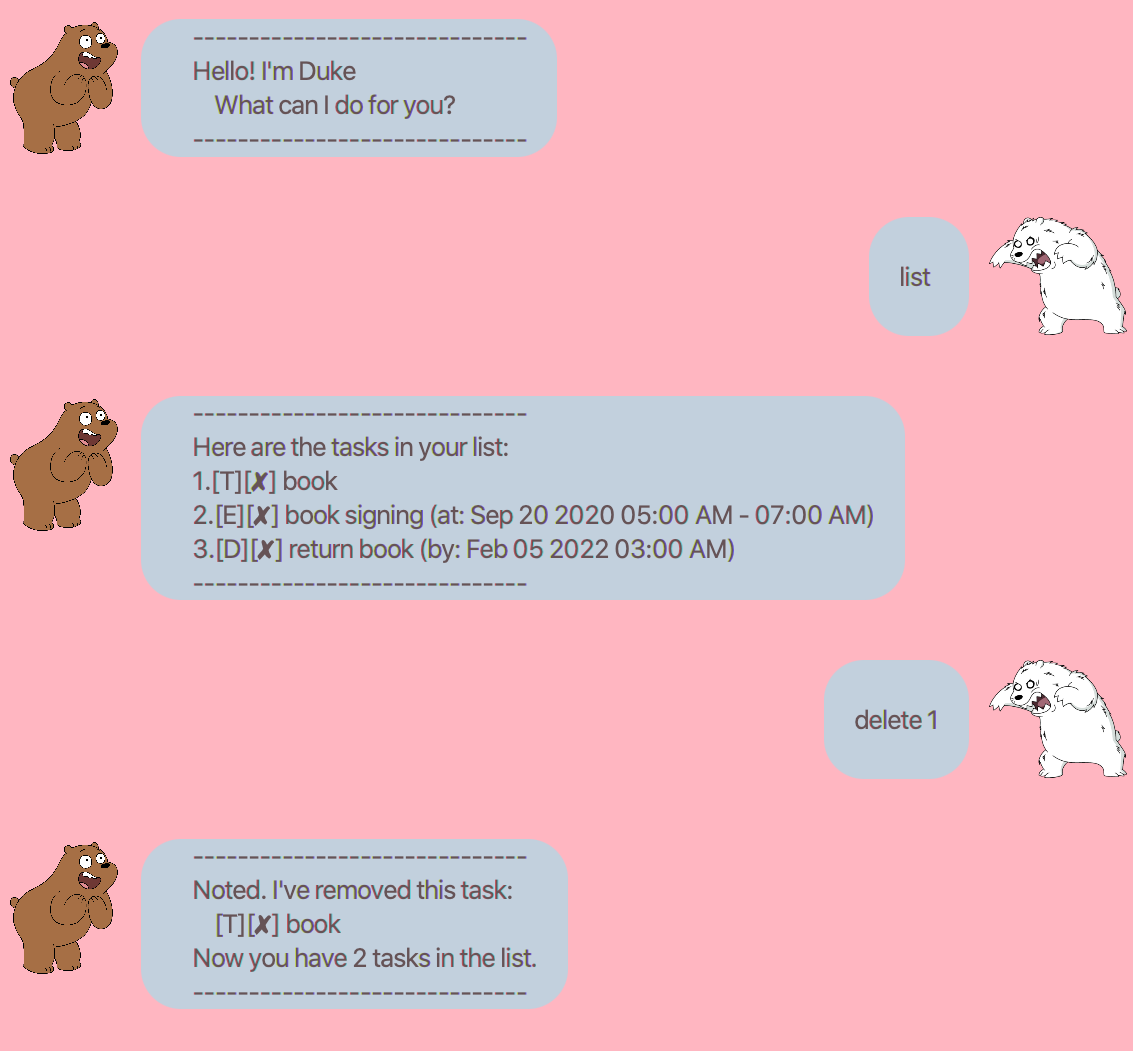 ------------------------------
Hello! I'm Duke
What can I do for you?
------------------------------
list
------------------------------
Here are the tasks in your list:
1.[T][✘] book
2.[E][✘] book signing (at: Sep 20 2020 05:00 AM - 07:00 AM)
3.[D][✘] return book (by: Feb 05 2022 03:00 AM)
------------------------------
delete 1
------------------------------
Noted. I've removed this task:
[T][✘] book
Now you have 2 tasks in the list.
------------------------------